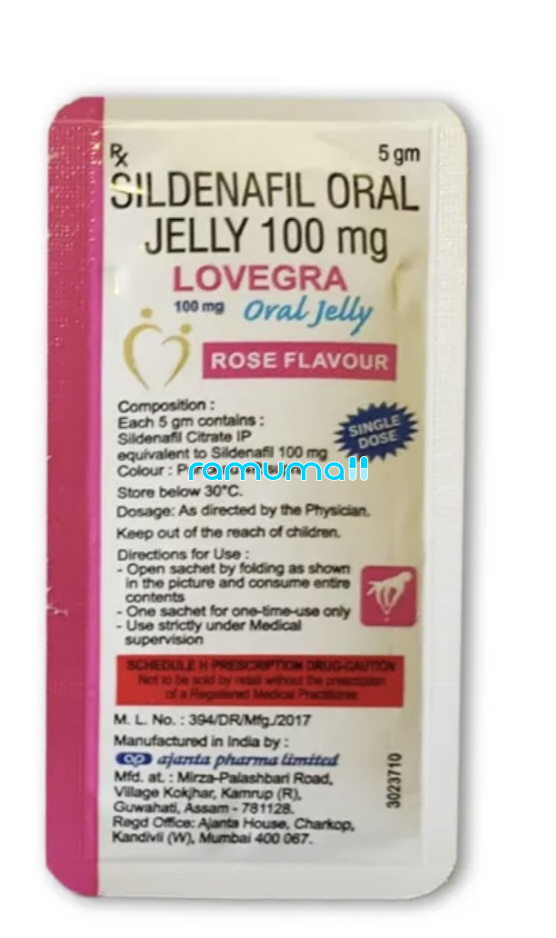 Rx
5 gm
SILDENAFIL ORAL
JELLY 100 mg
LOVEGRA
100 mg Oral Jelly
ROSE FLAVOUR
Composition :
Each 5 gm contains :
Sildenafil Citrate IP
equivalent to Sildenafil 100 mg
Colour :
SINGLE
DOSE
ramumall
Store below 30°C.
Dosage: As directed by the Physician.
Keep out of the reach of children.
Directions for Use :
- Open sachet by folding as shown
in the picture and consume entire
contents
- One sachet for one-time-use only
- Use strictly under Medical
supervision
SCHEDULE H PRESCRIPTION DRUG-CAUTION
Not to be sold by retail without the prescription
of a Registered Medical Practitioner
M. L. No. : 394/DR/Mfg./2017
Manufactured in India by :
ap ajanta pharma limited
Mfd. at. : Mirza-Palashbari Road,
Village Kokjhar, Kamrup (R),
Guwahati, Assam - 781128.
Regd Office: Ajanta House, Charkop,
Kandivli (W), Mumbai 400 067.
3023710